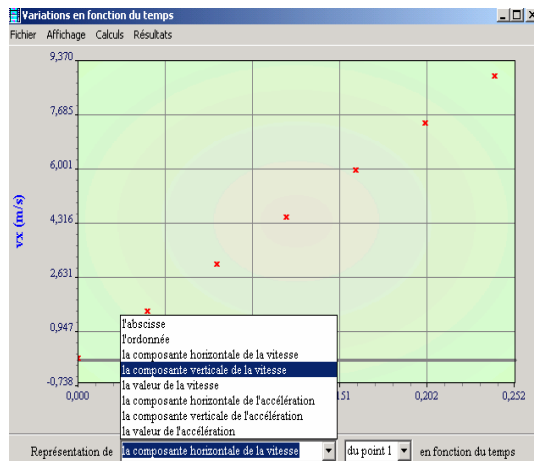 Variations en fonction du temps
Fichier Affichage Calculs Résultats
9,370
7,685
6,001
4,316
2,631
0,947
-0,738
vx (m/s)
0,000
151
0,202
0,252
l'abscisse
l'ordonnée
la composante horizontale de la vitesse
la composante verticale de la vitesse
la valeur de la vitesse
la composante horizontale de l'accélération
la composante verticale de l'accélération
la valeur de l'accélération
Représentation de la composante horizontale de la vitesse du point 1 en fonction du temps